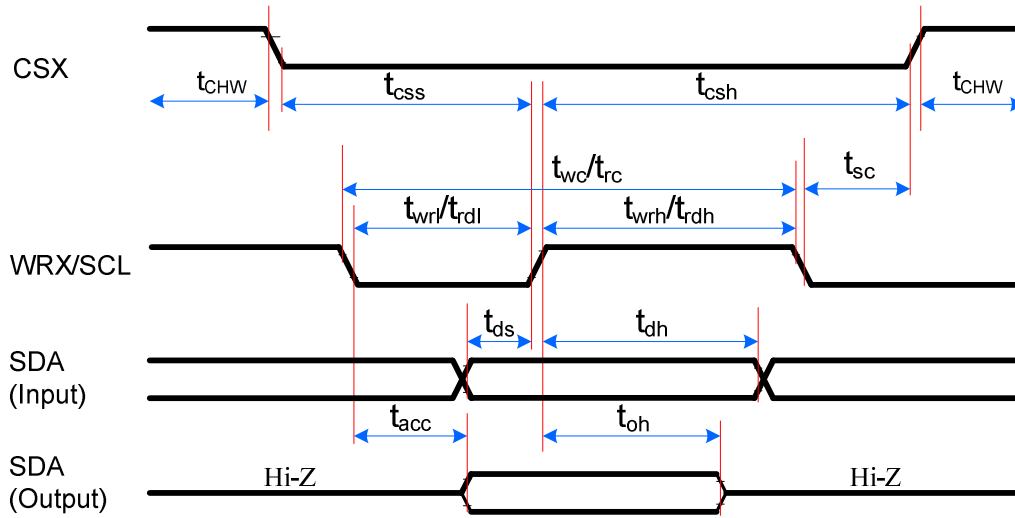 CSX
tCHW
tcss
tcsh
tCHW
twc/trc
tsc
twrl/trdl
twrh/trdh
WRX/SCL
tds
tdh
SDA
(Input)
tacc
toh
SDA
(Output)
Hi-Z
Hi-Z